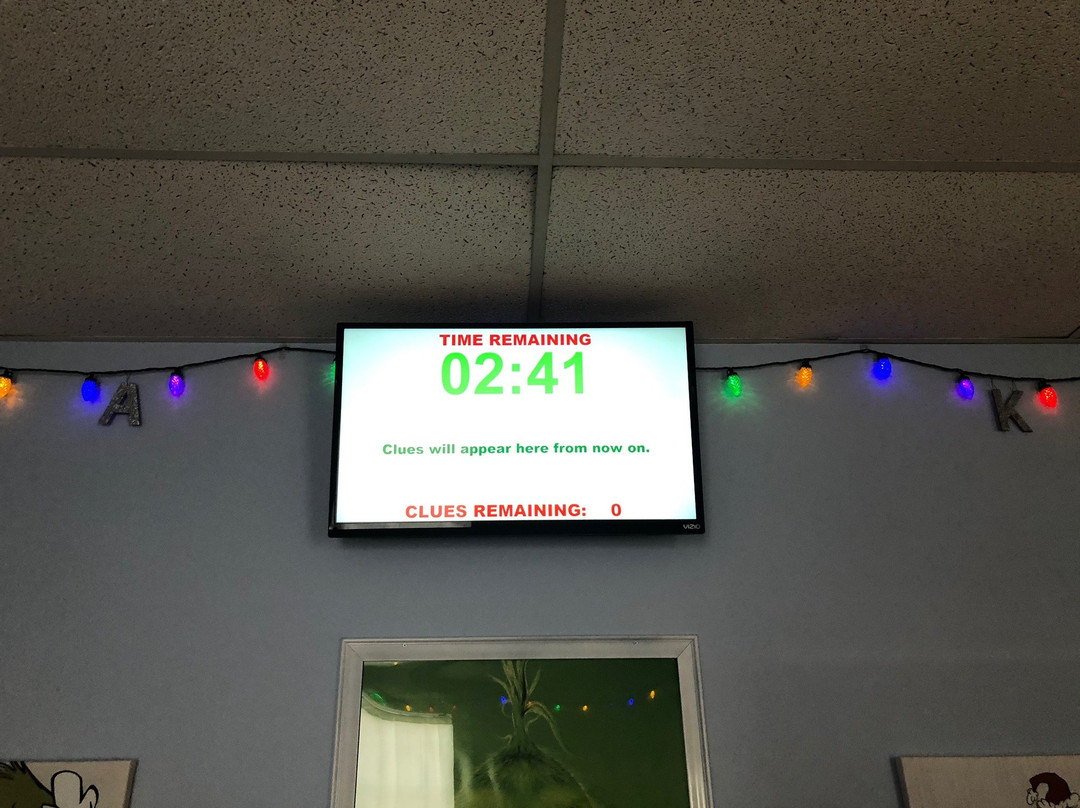 TIME REMAINING
02:41
A
K
Clues will appear here from now on.
CLUES REMAINING: 0
VIZIO